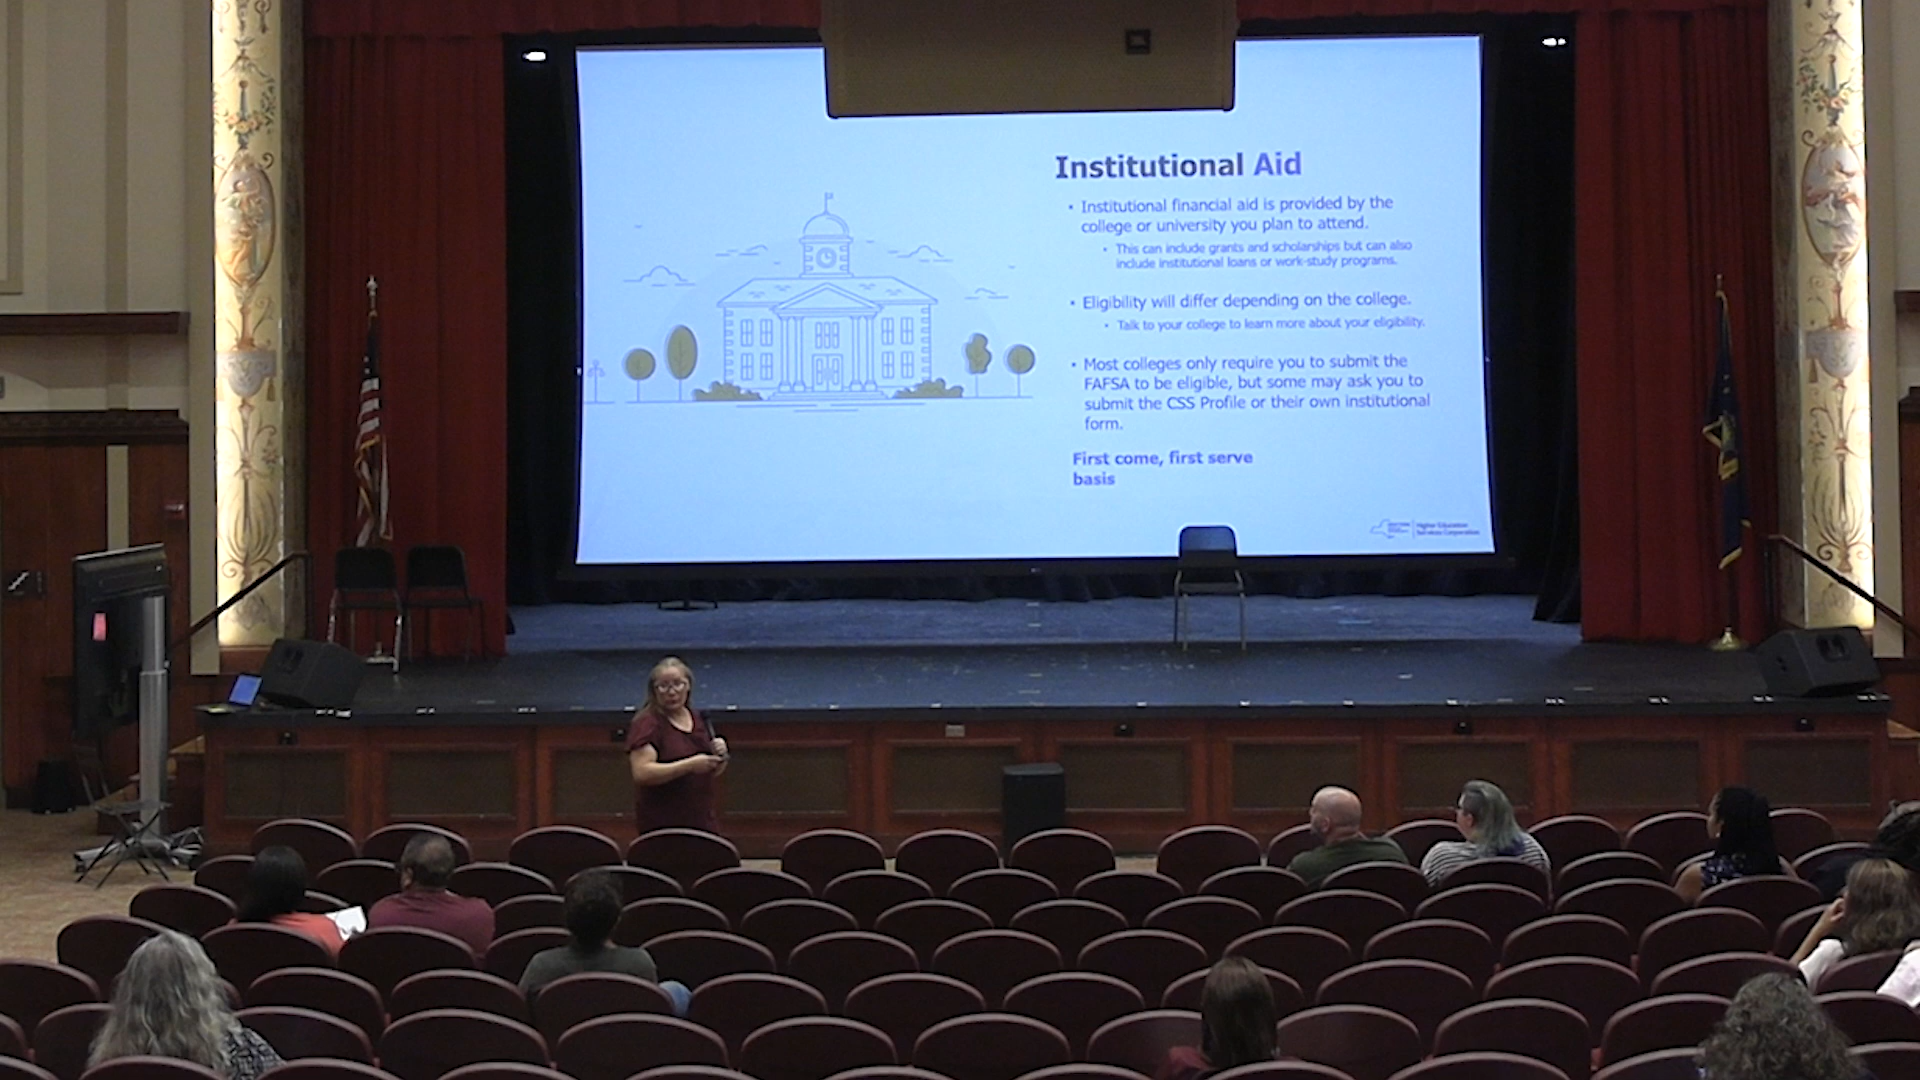 Institutional Aid
• Institutional financial aid is provided by the
college or university you plan to attend.
• This can include grants and scholarships but can also
include institutional loans or work-study programs.
• Eligibility will differ depending on the college.
• Talk to your college to learn more about your eligibility.
• Most colleges only require you to submit the
FAFSA to be eligible, but some may ask you to
submit the CSS Profile or their own institutional
form.
First come, first serve
basis
Higher Education
Services Corporation